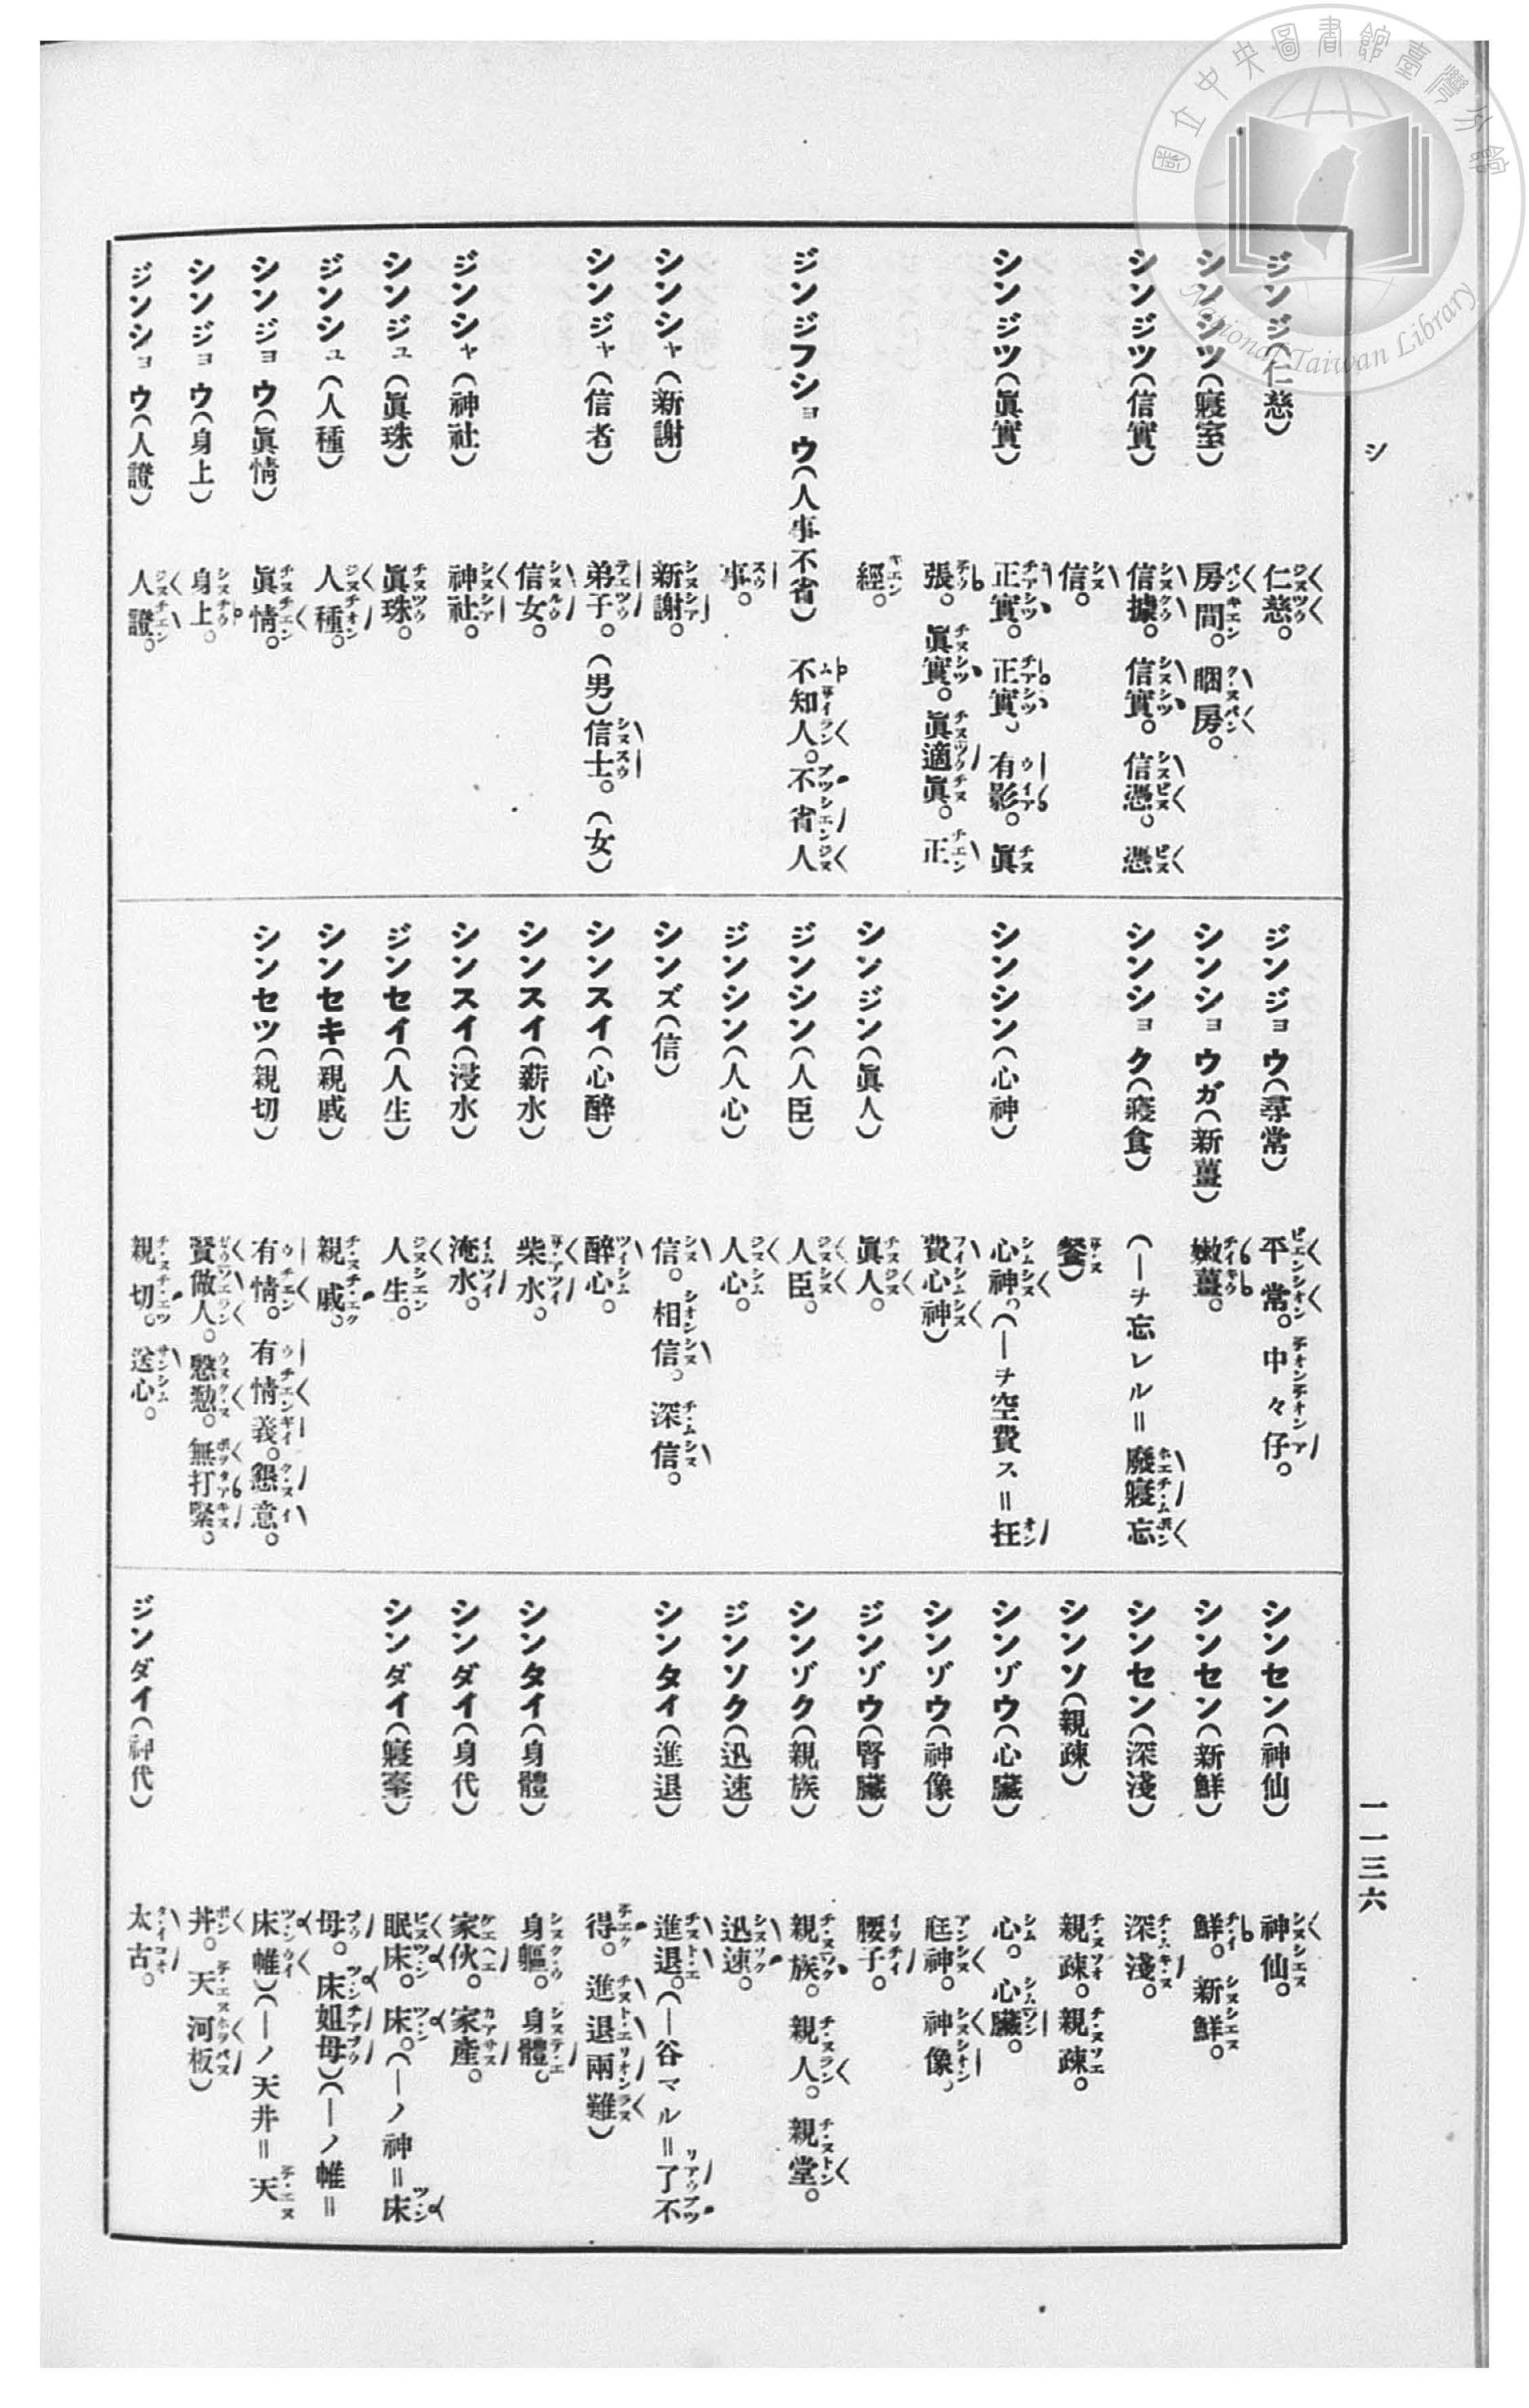 國立中央圖書館臺灣分館
National Taiwan Library
シ
一一三六
ジンジ(仁慈) 仁慈。
シンシツ(寢室) 房間。睏房。
シンジツ(信實) 信據。信實。信憑。憑
信。
シンジツ(眞實) 正實。正實、有影。眞
張。眞實。眞適眞。正
經。
ジンジフショウ(人事不省) 不知人。不省人
事。
シンシャ(新謝) 新謝。
シンジャ(信者) 弟子。(男)信士。(女)
信女。
ジンシャ(神社) 神社。
シンジュ(眞珠) 眞珠。
ジンシュ(人種) 人種。
シンジョウ(眞情) 眞情。
シンジョウ(身上) 身上。
ジンショウ(人證) 人證。
ジンジョウ(尋常) 平常。中々仔。
シンショウガ(新薑) 嫩薑。
シンショク(寢食) (—ヲ忘レル=廢寢忘
餐)
シンシン(心神) 心神。(—ヲ空費ス=抂
費心神)
シンジン(眞人) 眞人。
ジンシン(人臣) 人臣。
ジンシン(人心) 人心。
シンズ(信) 信。相信。深信。
シンスイ(心醉) 醉心。
シンスイ(薪水) 柴水。
シンスイ(浸水) 淹水。
ジンセイ(人生) 人生。
シンセキ(親戚) 親戚。
シンセツ(親切) 有情。有情義。懇意。
賢做人。慇懃。無打緊。
親切。送心。
シンセン(神仙) 神仙。
シンセン(新鮮) 鮮。新鮮。
シンセン(深淺) 深淺。
シンソ(親疎) 親疎。親疎。
シンゾウ(心臟) 心。心臟。
シンゾウ(神像) 尫神。神像。
ジンゾウ(腎臟) 腰子。
シンゾク(親族) 親族。親人。親堂。
ジンソク(迅速) 迅速。
シンタイ(進退) 進退。(—谷マル=了不
得。進退兩難)
シンタイ(身體) 身軀。身體。
シンダイ(身代) 家伙。家產。
シンダイ(寢臺) 眠床。床。(—ノ神=床
母。床姐母)(—ノ帷=
床帷)(—ノ天井=天
井。天河板)
ジンダイ(神代) 太古。